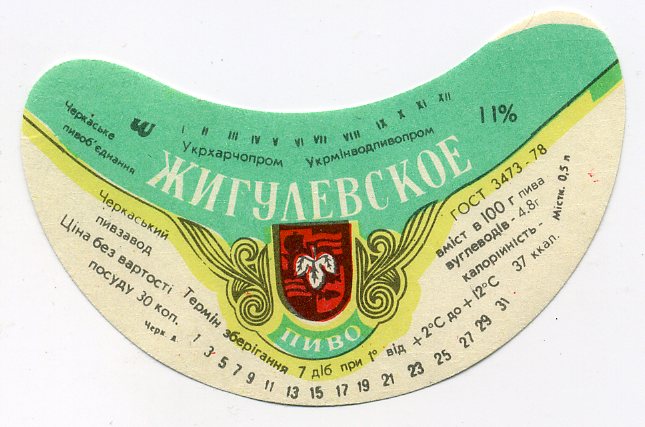 I II III IV V VI VII VIII IX X XI XII
Черкаське
пивоб'єднання
Укрхарчопром Укрмінводпивопром
11%
ЖИГУЛЕВСКОЕ
ПИВО
Черкаський
пивзавод
Ціна без вартості
посуду 30 коп.
Термін зберігання 7 діб при t° від +2°C до +12°C
ГОСТ 3473-78
вміст в 100 г пива
вуглеводів - 4,8г
калориність -
37 ккал.
Містк. 0,5 л
1 3 5 7 9 11 13 15 17 19 21 23 25 27 29 31